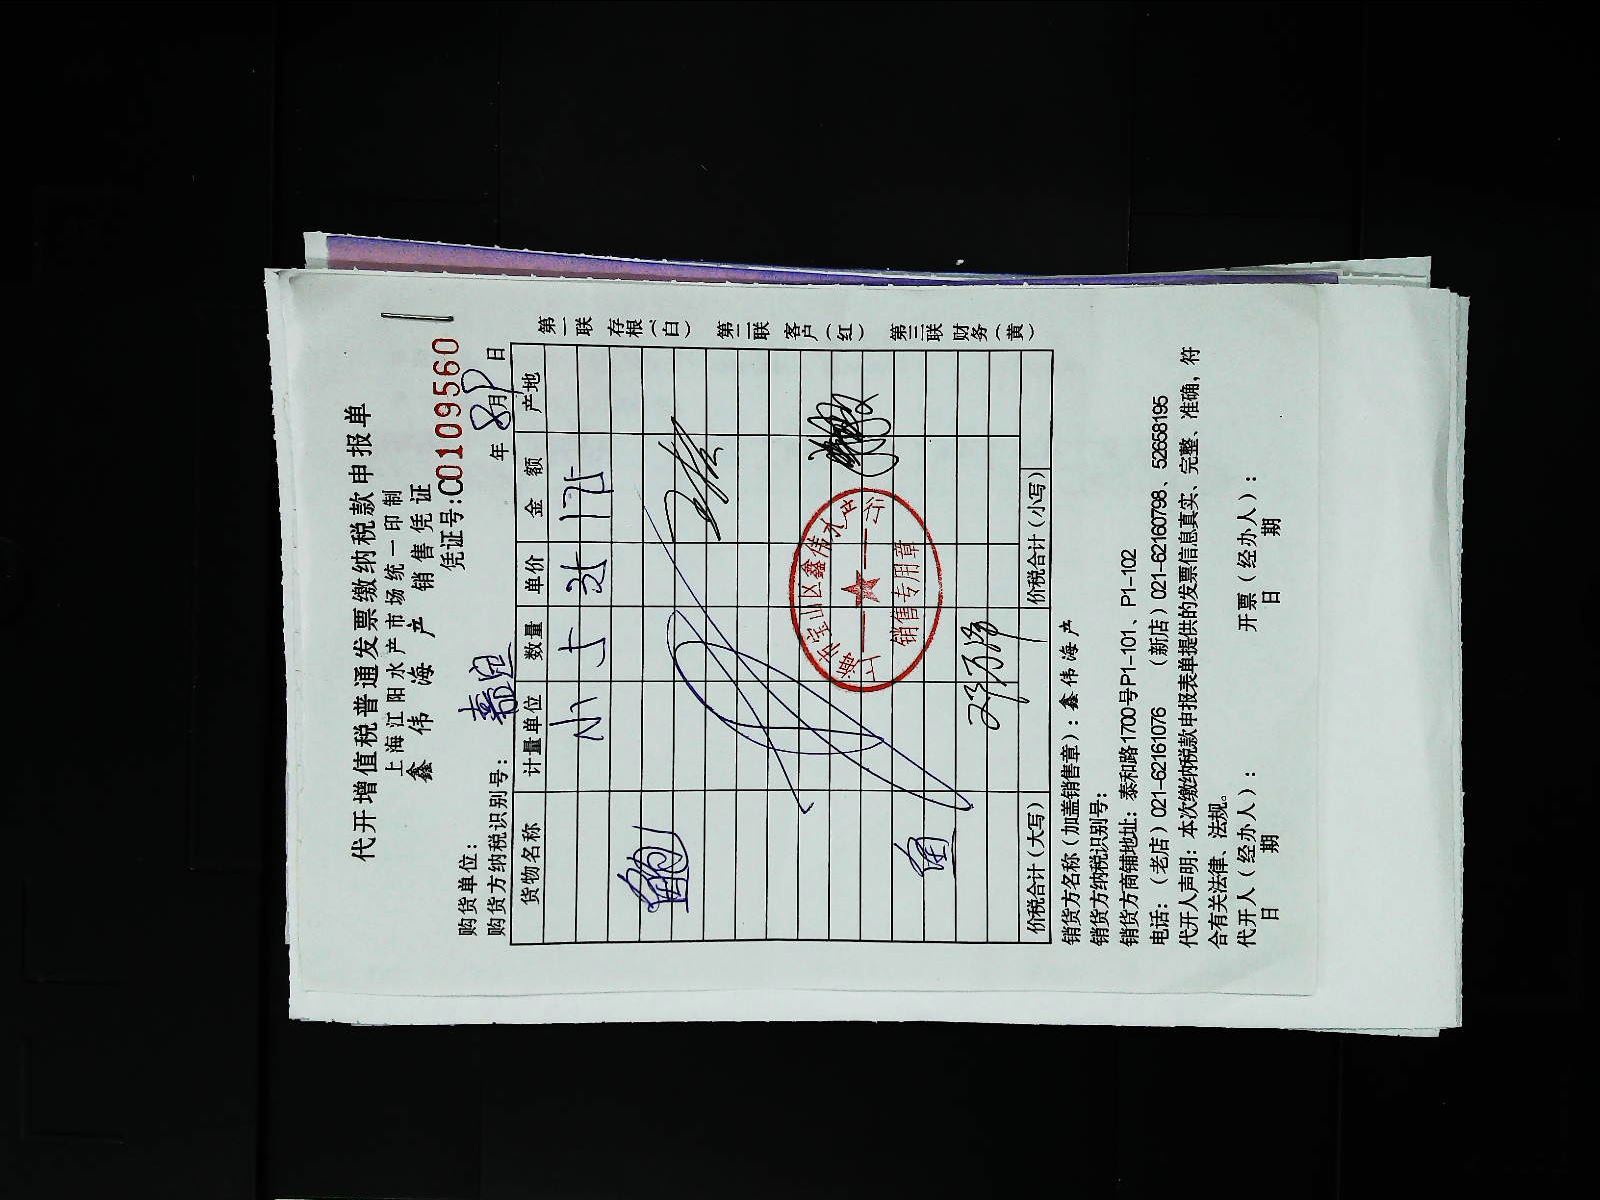 代开增值税普通发票缴纳税款申报单
上海江阳水产市场统一印制
鑫伟海产 销售凭证
凭证号:00109560
购货单位：
购货方纳税识别号：
年 8月 日
货物名称 计量单位 数量 单价 金额 产地
35 175
第一联 存根(白) 第二联 客户(红) 第三联 财务(黄)
上海市宝山区鑫伟水产行
销售专用章
价税合计(大写) 价税合计(小写)
销货方名称(加盖销售章)：鑫伟海产
销货方纳税识别号：
销货方商铺地址：泰和路1700号P1-101、P1-102
电话：(老店)021-62161076 (新店)021-62160798、52658195
代开人声明：本次缴纳税款申报表单提供的发票信息真实、完整、准确，符
合有关法律、法规。
代开人(经办人)： 开票(经办人)：
日 期 日 期